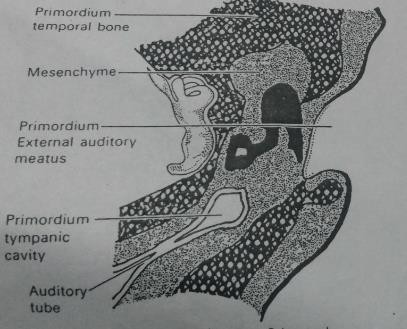 Primordium
temporal bone
Mesenchyme
Primordium
External auditory
meatus
Primordium
tympanic
cavity
Auditory
tube